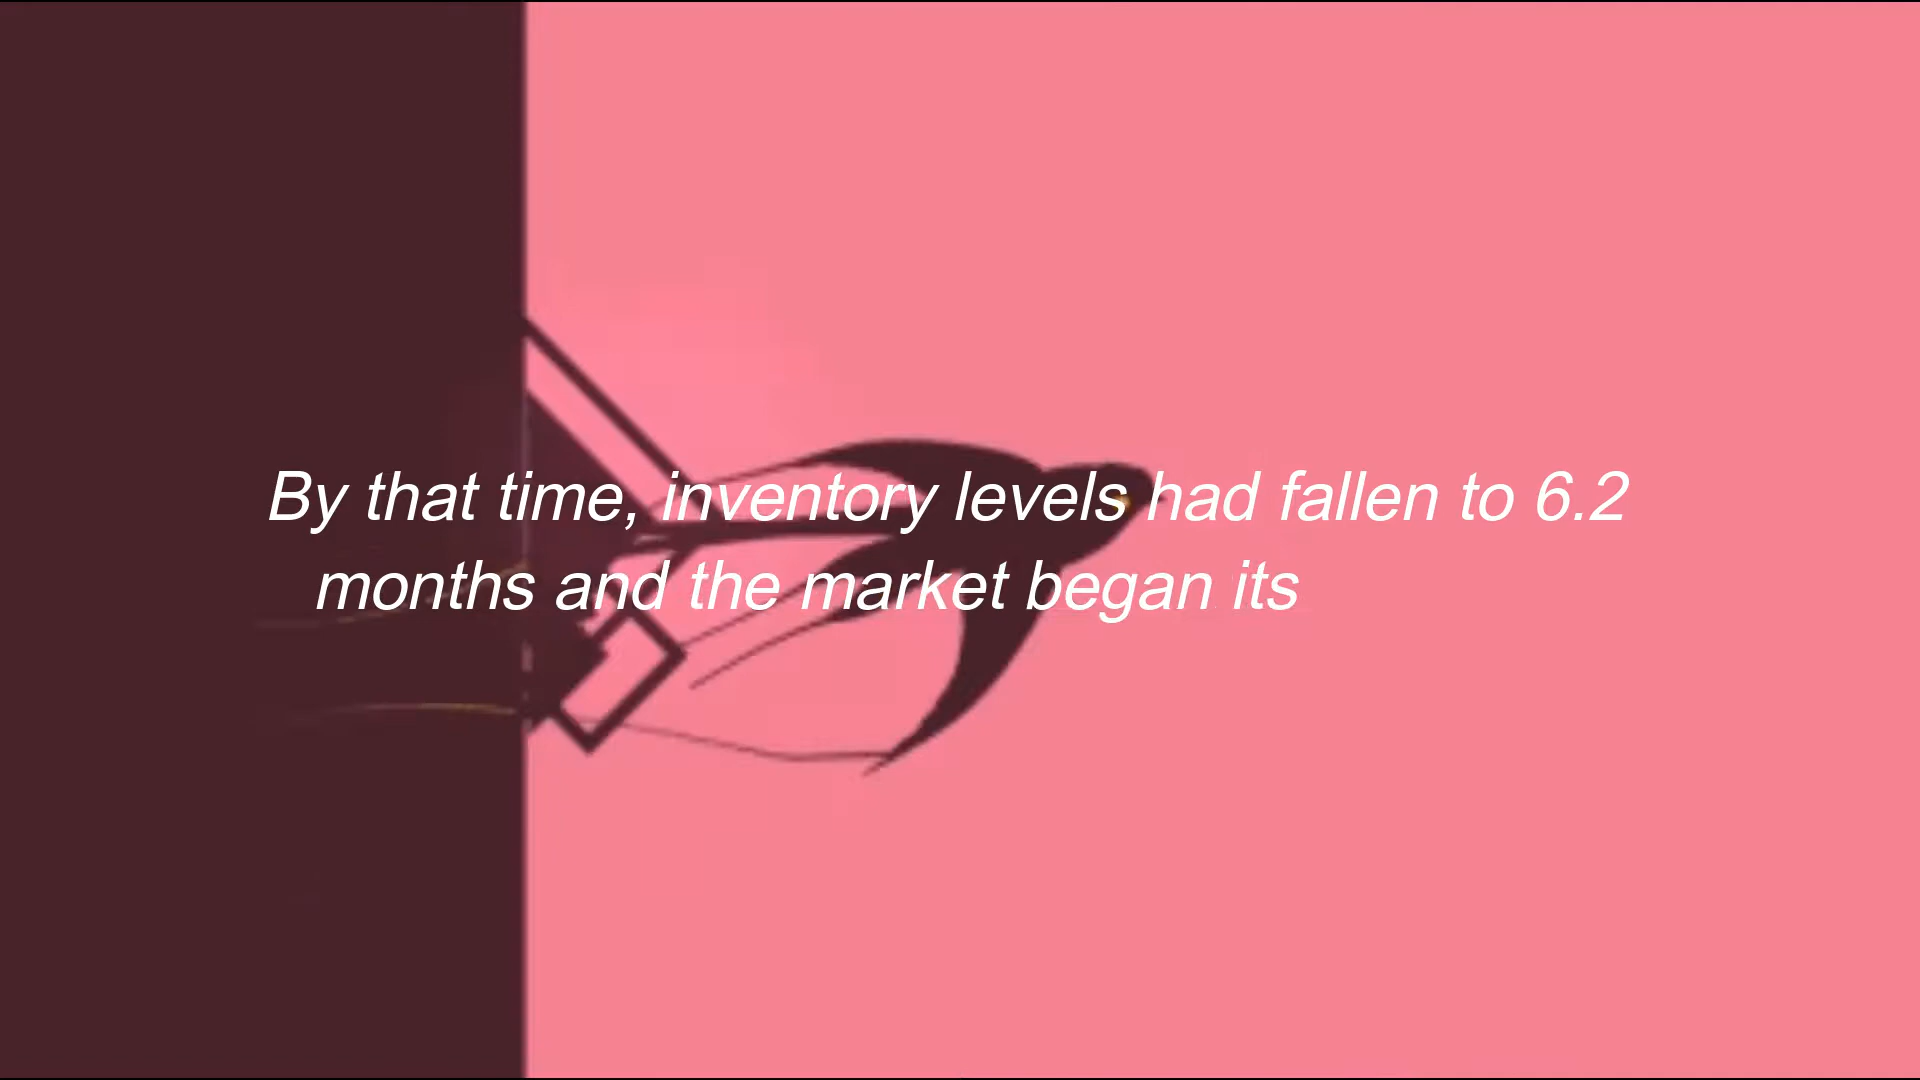 By that time, inventory levels had fallen to 6.2
months and the market began its